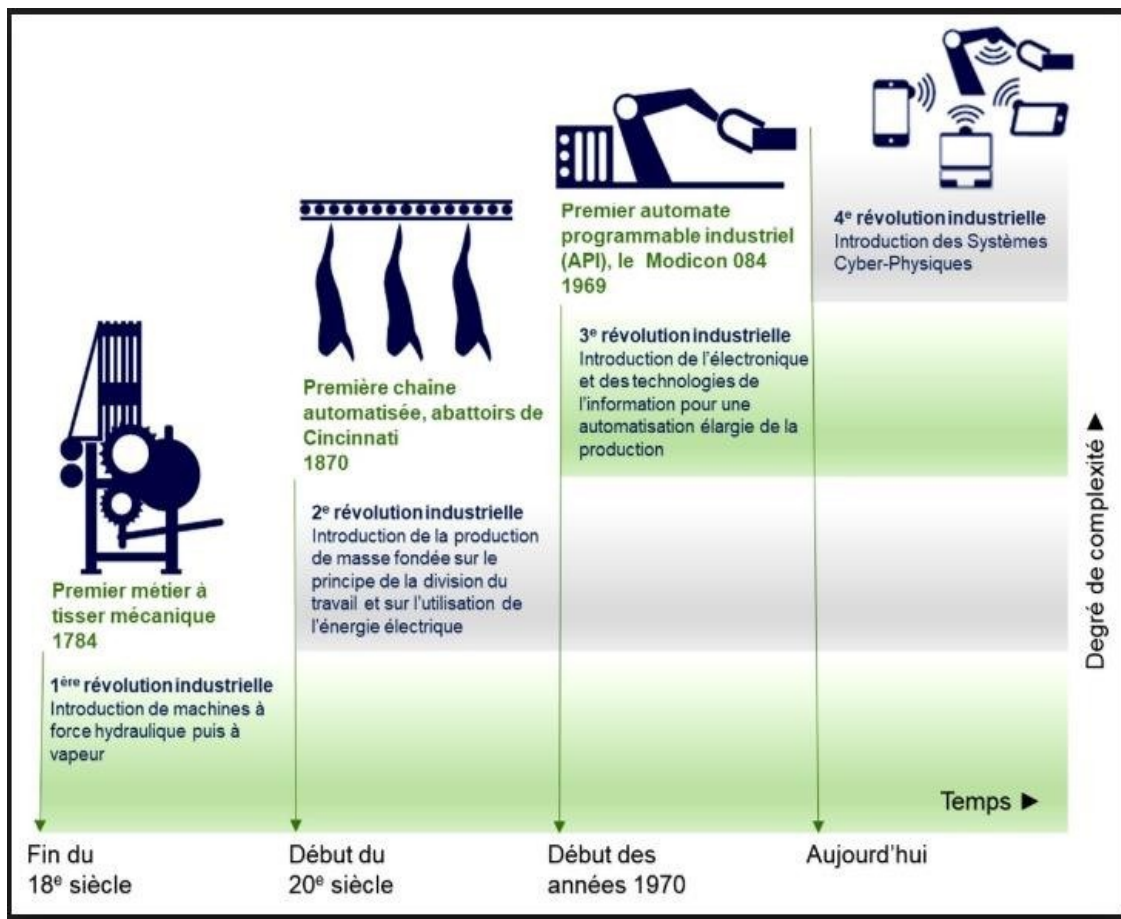 Premier métier à
tisser mécanique
1784
1ère révolution industrielle
Introduction de machines à
force hydraulique puis à
vapeur
Première chaîne
automatisée, abattoirs de
Cincinnati
1870
2e révolution industrielle
Introduction de la production
de masse fondée sur le
principe de la division du
travail et sur l'utilisation de
l'énergie électrique
Premier automate
programmable industriel
(API), le Modicon 084
1969
3e révolution industrielle
Introduction de l'électronique
et des technologies de
l'information pour une
automatisation élargie de la
production
4e révolution industrielle
Introduction des Systèmes
Cyber-Physiques
Degré de complexité ►
Temps ►
Fin du
18e siècle
Début du
20e siècle
Début des
années 1970
Aujourd'hui